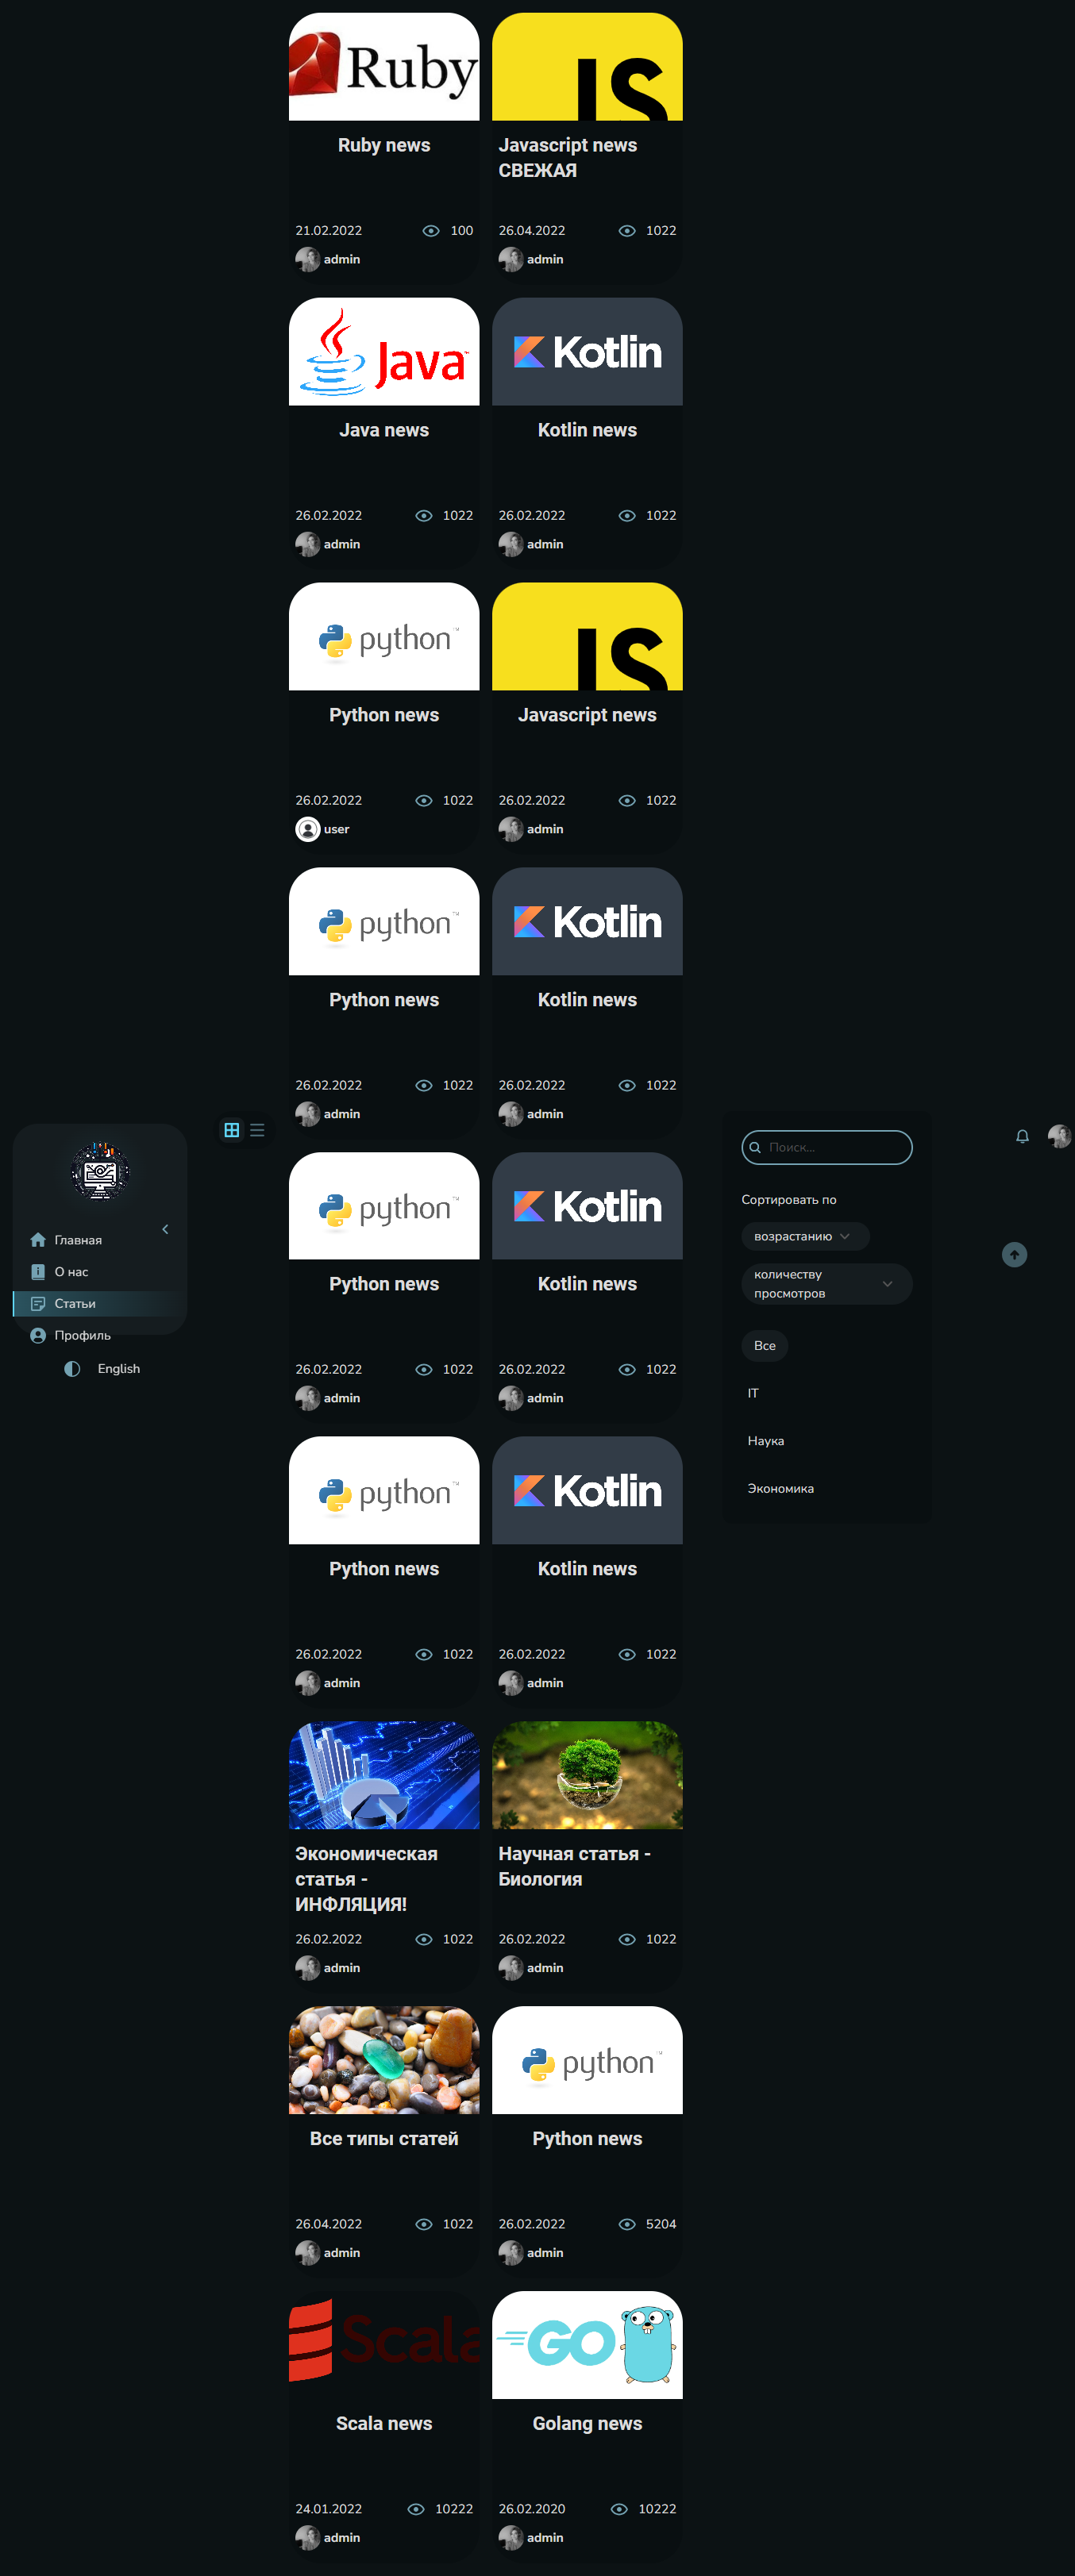 Ruby
JS
Ruby news
Javascript news
СВЕЖАЯ
21.02.2022
100
26.04.2022
1022
admin
admin
Java™
Kotlin
Java news
Kotlin news
26.02.2022
1022
26.02.2022
1022
admin
admin
python™
JS
Python news
Javascript news
26.02.2022
1022
26.02.2022
1022
user
admin
python™
Kotlin
Python news
Kotlin news
26.02.2022
1022
26.02.2022
1022
admin
admin
python™
Kotlin
Python news
Kotlin news
26.02.2022
1022
26.02.2022
1022
admin
admin
python™
Kotlin
Python news
Kotlin news
26.02.2022
1022
26.02.2022
1022
admin
admin
Экономическая
статья -
ИНФЛЯЦИЯ!
Научная статья -
Биология
26.02.2022
1022
26.02.2022
1022
admin
admin
python™
Все типы статей
Python news
26.04.2022
1022
26.02.2022
5204
admin
admin
Scala
GO
Scala news
Golang news
24.01.2022
10222
26.02.2020
10222
admin
admin
Главная
О нас
Статьи
Профиль
English
Поиск...
Сортировать по
возрастанию
количеству
просмотров
Все
IT
Наука
Экономика